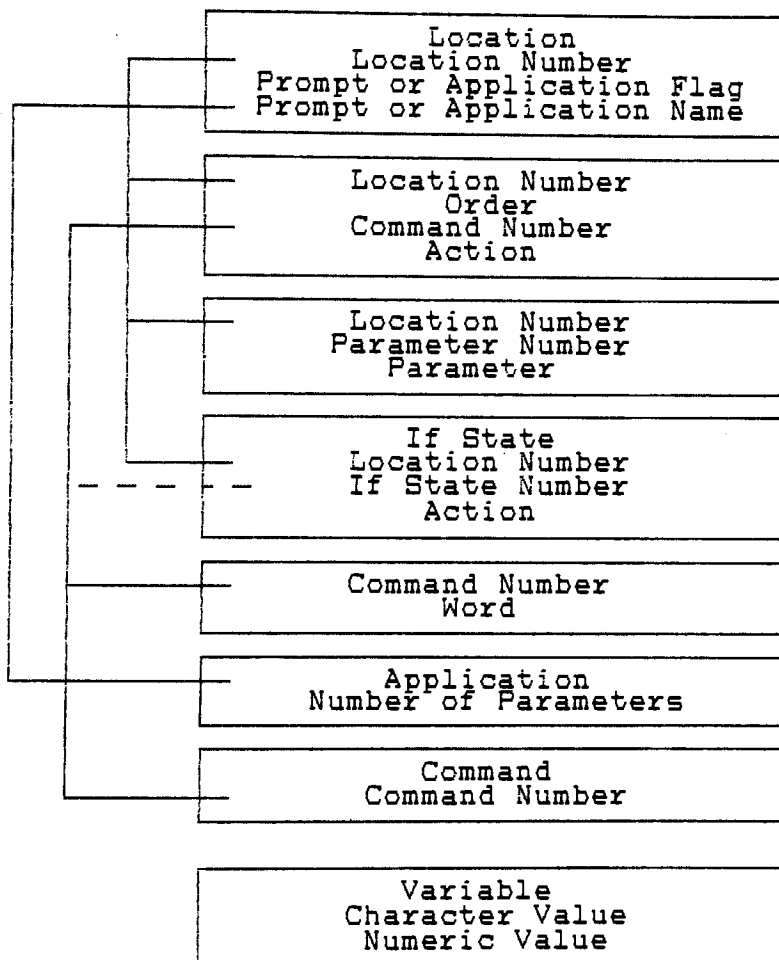 Location
Location Number
Prompt or Application Flag
Prompt or Application Name
Location Number
Order
Command Number
Action
Location Number
Parameter Number
Parameter
If State
Location Number
If State Number
Action
Command Number
Word
Application
Number of Parameters
Command
Command Number
Variable
Character Value
Numeric Value